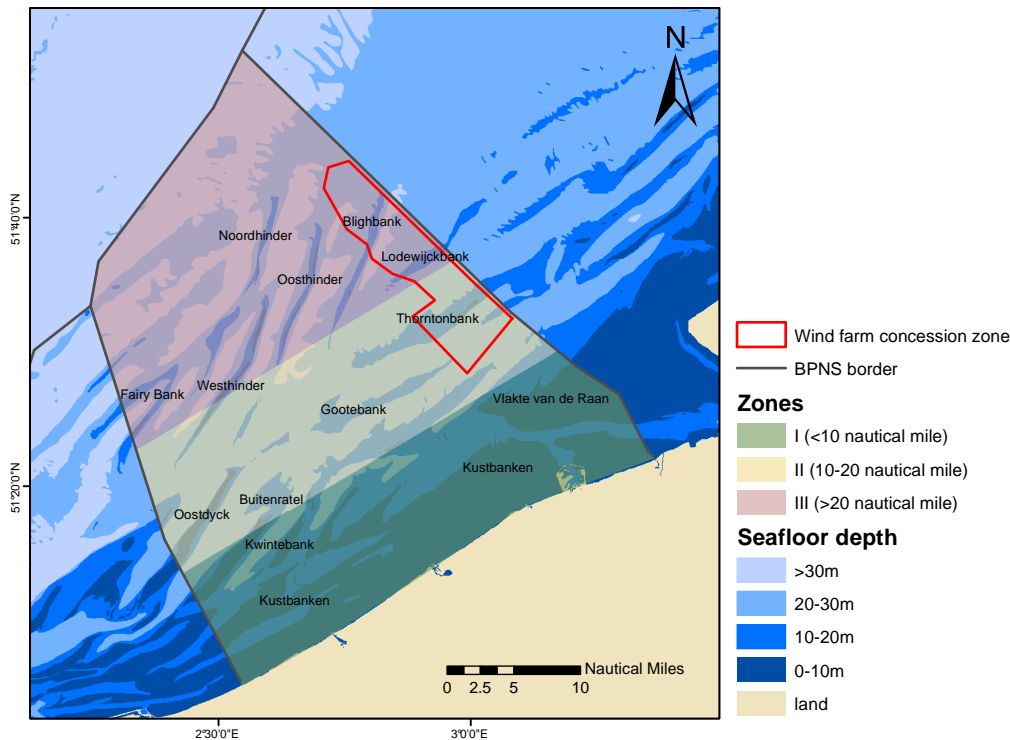 N
51°40'0"N
51°20'0"N
Blighbank
Noordhinder
Lodewijckbank
Oosthinder
Thorntonbank
Westhinder
Fairy Bank
Vlakte van de Raan
Gootebank
Kustbanken
Buitenratel
Oostdyck
Kwintebank
Kustbanken
Nautical Miles
0 2.5 5 10
2°30'0"E 3°0'0"E
Wind farm concession zone
BPNS border
Zones
I (<10 nautical mile)
II (10-20 nautical mile)
III (>20 nautical mile)
Seafloor depth
>30m
20-30m
10-20m
0-10m
land